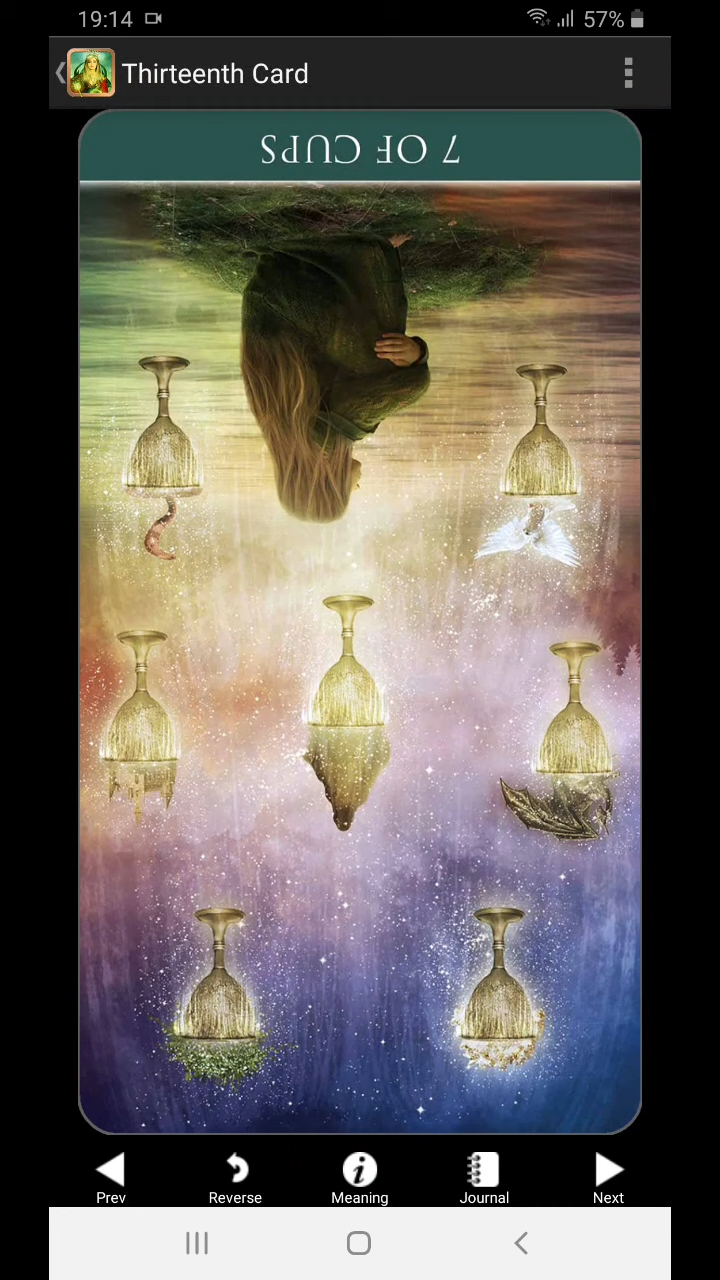 19:14
57%
Thirteenth Card
7 OF CUPS
Prev
Reverse
Meaning
Journal
Next